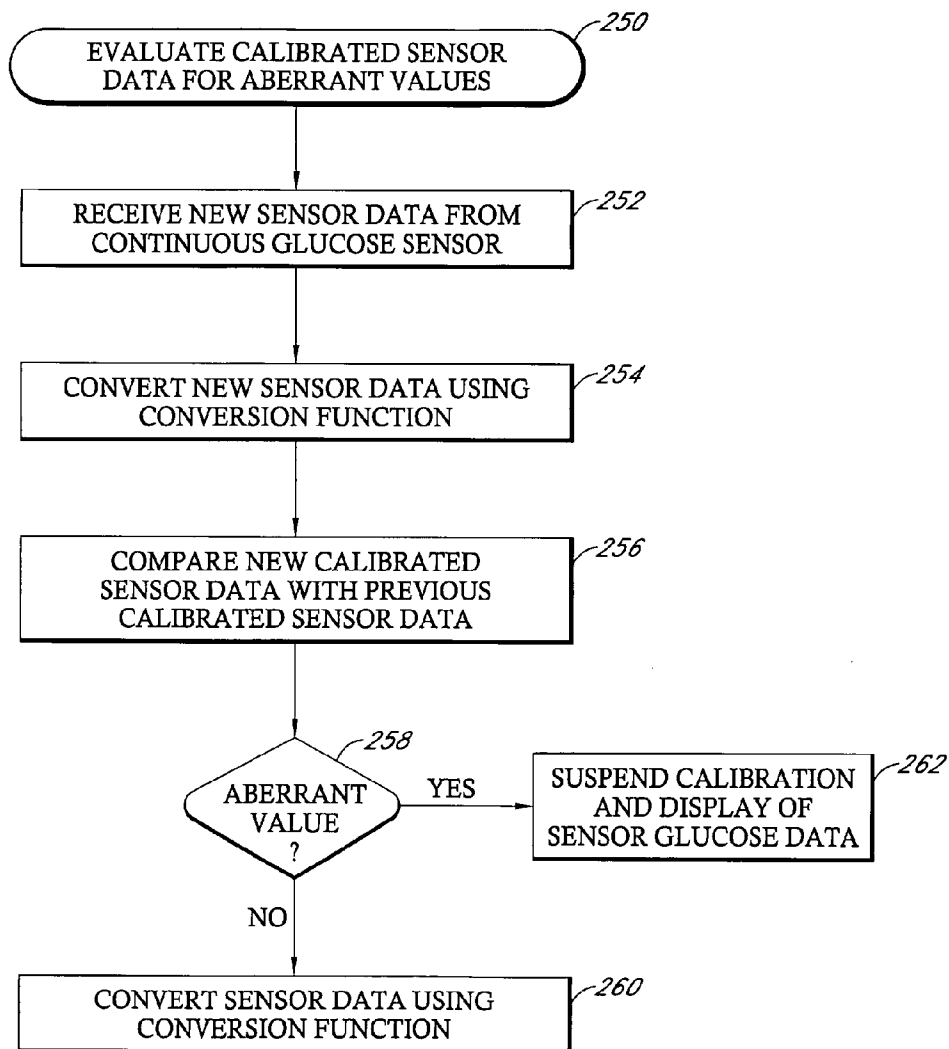 250
EVALUATE CALIBRATED SENSOR
DATA FOR ABERRANT VALUES
252
RECEIVE NEW SENSOR DATA FROM
CONTINUOUS GLUCOSE SENSOR
254
CONVERT NEW SENSOR DATA USING
CONVERSION FUNCTION
256
COMPARE NEW CALIBRATED
SENSOR DATA WITH PREVIOUS
CALIBRATED SENSOR DATA
258
ABERRANT
VALUE
?
YES
262
SUSPEND CALIBRATION
AND DISPLAY OF
SENSOR GLUCOSE DATA
NO
260
CONVERT SENSOR DATA USING
CONVERSION FUNCTION